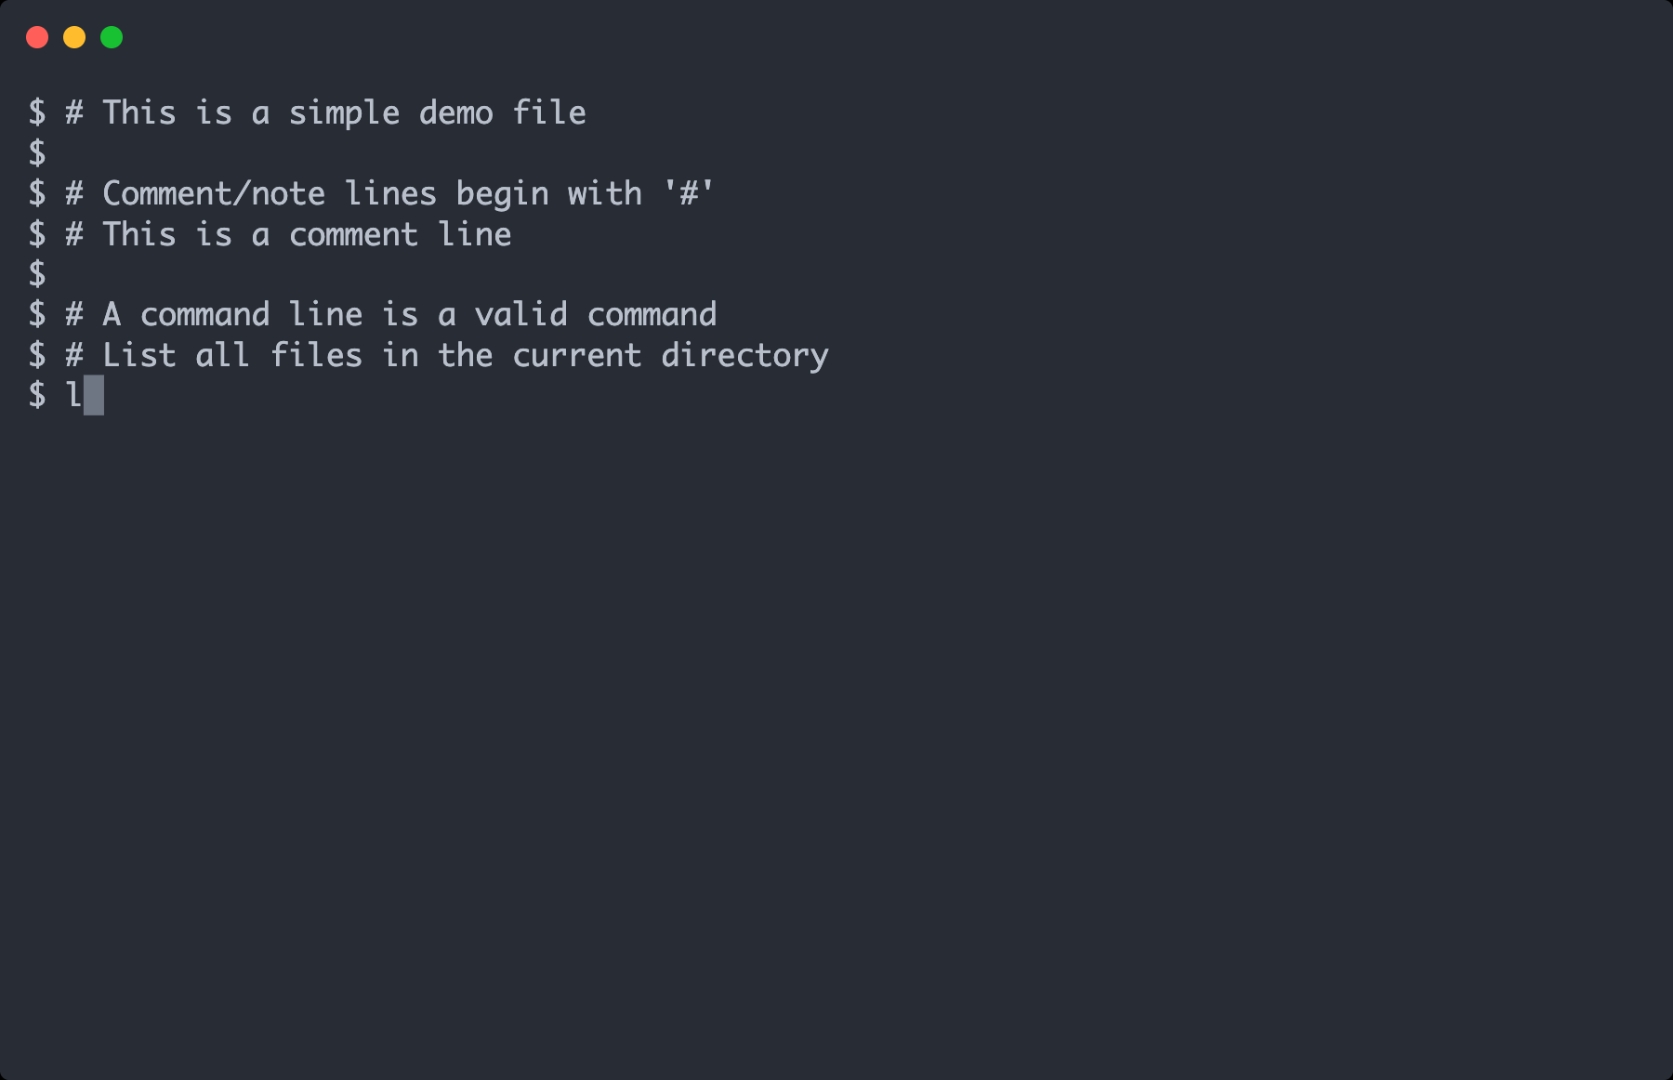 $ # This is a simple demo file
$
$ # Comment/note lines begin with '#'
$ # This is a comment line
$
$ # A command line is a valid command
$ # List all files in the current directory
$ l